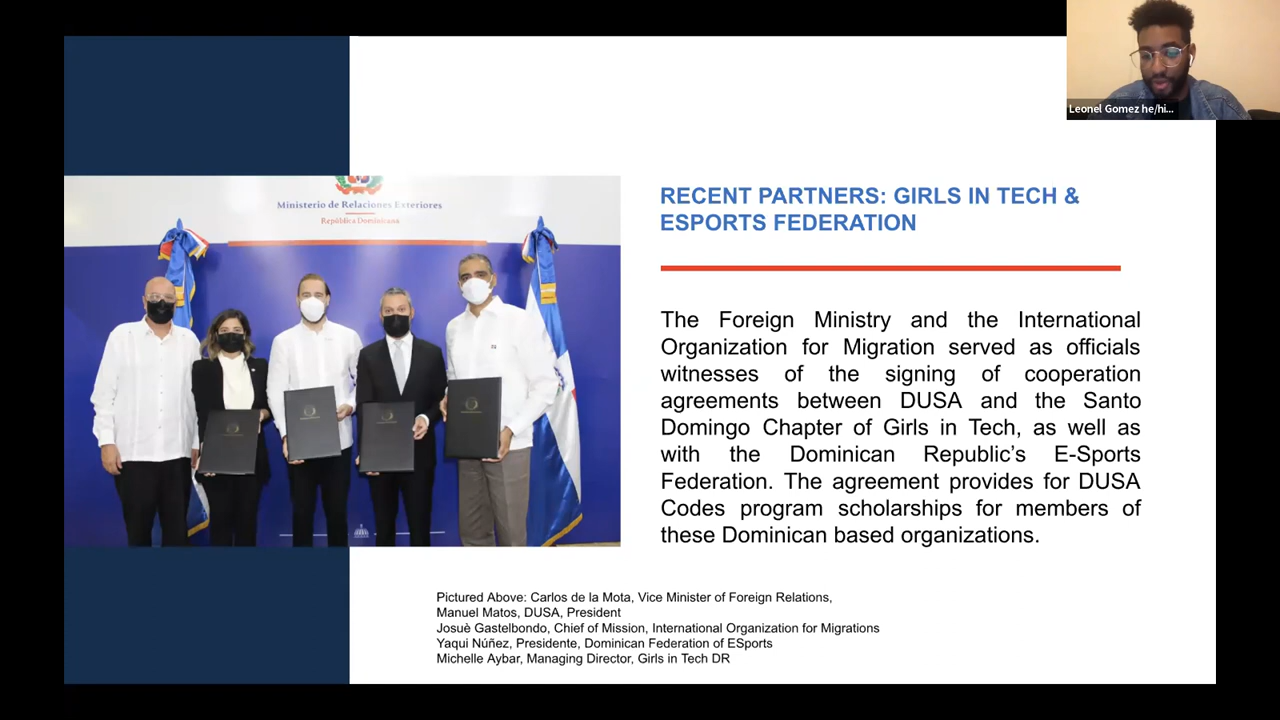 Leonel Gomez he/hi...
Ministerio de Relaciones Exteriores
República Dominicana
RECENT PARTNERS: GIRLS IN TECH &
ESPORTS FEDERATION
The Foreign Ministry and the International
Organization for Migration served as officials
witnesses of the signing of cooperation
agreements between DUSA and the Santo
Domingo Chapter of Girls in Tech, as well as
with the Dominican Republic’s E-Sports
Federation. The agreement provides for DUSA
Codes program scholarships for members of
these Dominican based organizations.
Pictured Above: Carlos de la Mota, Vice Minister of Foreign Relations,
Manuel Matos, DUSA, President
Josuè Gastelbondo, Chief of Mission, International Organization for Migrations
Yaqui Núñez, Presidente, Dominican Federation of ESports
Michelle Aybar, Managing Director, Girls in Tech DR